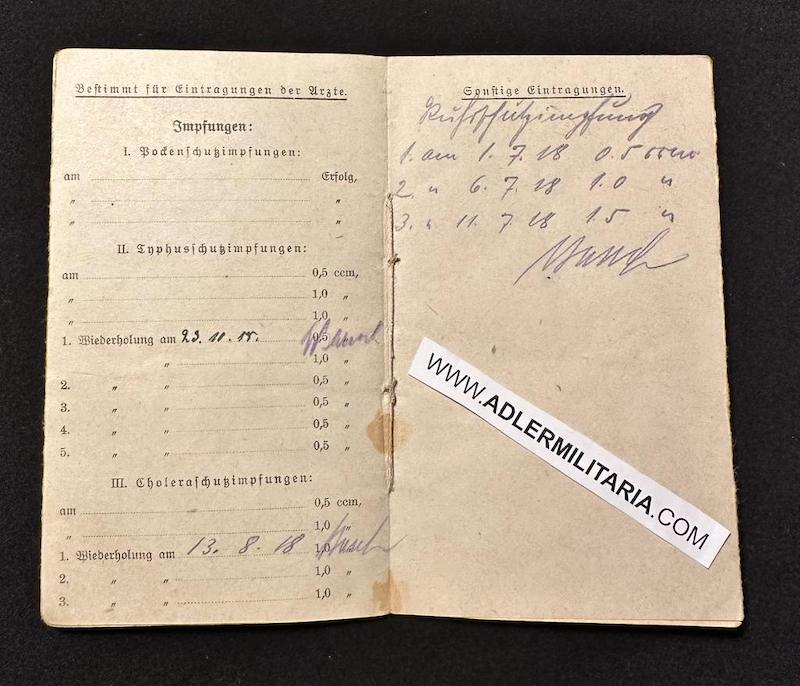 Bestimmt für Eintragungen der Ärzte.
Impfungen:
I. Pockenschutzimpfungen:
am Erfolg,
" "
" "
II. Typhusschutzimpfungen:
am 0,5 ccm,
" 1,0 "
" 1,0 "
1. Wiederholung am 23. 10. 18. 0,5 "
" 1,0 "
2. " " 0,5 "
3. " " 0,5 "
4. " " 0,5 "
5. " " 0,5 "
III. Choleraschutzimpfungen:
am 0,5 ccm,
" 1,0 "
1. Wiederholung am 13. 8. 18 1,0 "
2. " " 1,0 "
3. " " 1,0 "
Sonstige Eintragungen.
Ruhrschutzimpfung
1. am 1. 7. 18 0.5
2. " 6. 7. 18 1.0 "
3. " 11. 7. 18 1.5 "
WWW.ADLERMILITARIA.COM